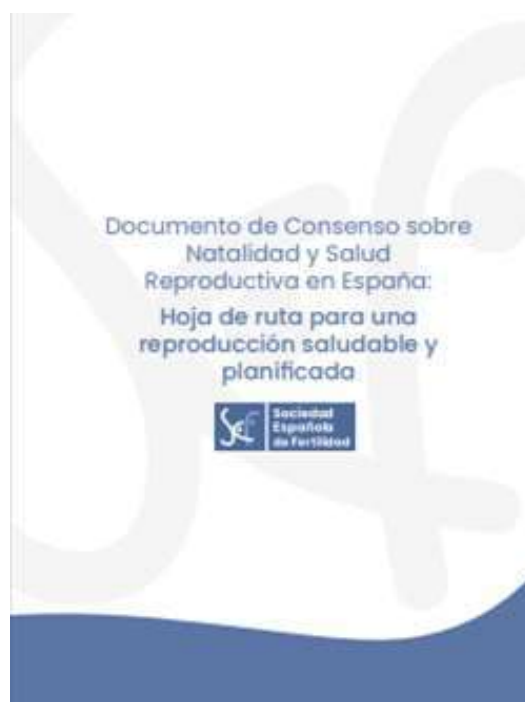 Documento de Consenso sobre
Natalidad y Salud
Reproductiva en España:
Hoja de ruta para una
reproducción saludable y
planificada
SEF
Sociedad
Española
de Fertilidad